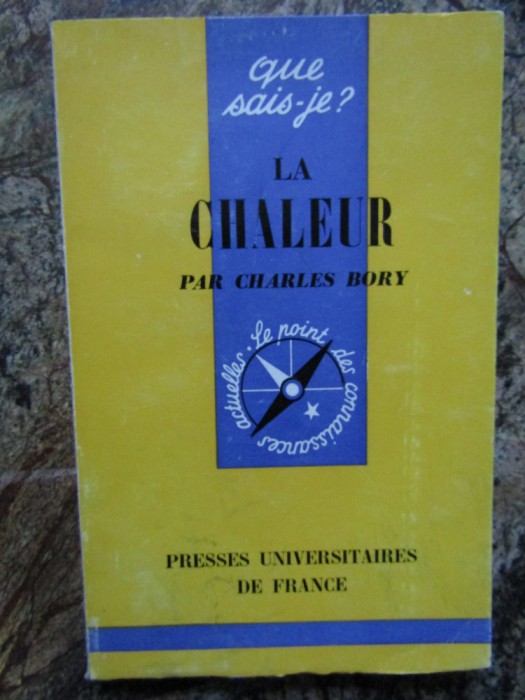 que
sais-je?
LA
CHALEUR
PAR CHARLES BORY
Le point des connaissances actuelles.
PRESSES UNIVERSITAIRES
DE FRANCE